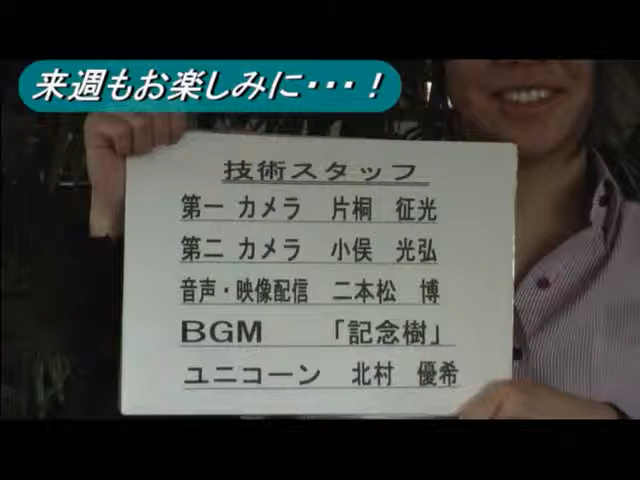 来週もお楽しみに・・・！
技術スタッフ
第一 カメラ 片桐 征光
第二 カメラ 小俣 光弘
音声・映像配信 二本松 博
BGM 「記念樹」
ユニコーン 北村 優希